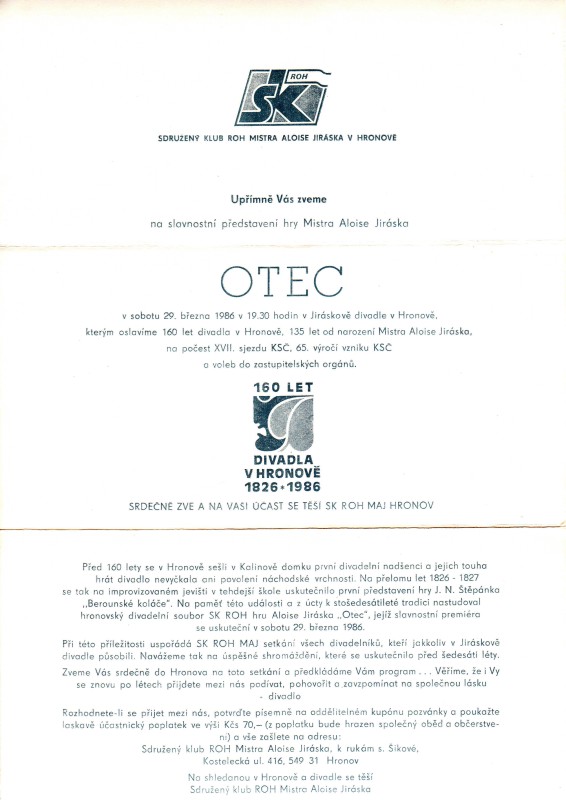 ROH
SK
SDRUŽENÝ KLUB ROH MISTRA ALOISE JIRÁSKA V HRONOVĚ
Upřímně Vás zveme
na slavnostní představení hry Mistra Aloise Jiráska
OTEC
v sobotu 29. března 1986 v 19.30 hodin v Jiráskově divadle v Hronově,
kterým oslavíme 160 let divadla v Hronově, 135 let od narození Mistra Aloise Jiráska,
na počest XVII. sjezdu KSČ, 65. výročí vzniku KSČ
a voleb do zastupitelských orgánů.
160 LET
DIVADLA
V HRONOVĚ
1826 • 1986
SRDEČNĚ ZVE A NA VAŠI ÚČAST SE TĚŠÍ SK ROH MAJ HRONOV
Před 160 lety se v Hronově sešli v Kalinově domku první divadelní nadšenci a jejich touha
hrát divadlo nevyčkala ani povolení náchodské vrchnosti. Na přelomu let 1826 - 1827
se tak na improvizovaném jevišti v tehdejší škole uskutečnilo první představení hry J. N. Štěpánka
„Berounské koláče". Na paměť této události a z úcty k stošedesátileté tradici nastudoval
hronovský divadelní soubor SK ROH hru Aloise Jiráska „Otec", jejíž slavnostní premiéra
se uskuteční v sobotu 29. března 1986.
Při této příležitosti uspořádá SK ROH MAJ setkání všech divadelníků, kteří jakkoliv v Jiráskově
divadle působili. Navážeme tak na úspěšné shromáždění, které se uskutečnilo před šedesáti léty.
Zveme Vás srdečně do Hronova na toto setkání a předkládáme Vám program . . . Věříme, že i Vy
se znovu po létech přijdete mezi nás podívat, pohovořit a zavzpomínat na společnou lásku
- divadlo
Rozhodnete-li se přijet mezi nás, potvrďte písemně na oddělitelném kupónu pozvánky a poukažte
laskavě účastnický poplatek ve výši Kčs 70,— (z poplatku bude hrazen společný oběd a občerstve-
ní) a vše zašlete na adresu:
Sdružený klub ROH Mistra Aloise Jiráska, k rukám s. Šikové,
Kostelecká ul. 416, 549 31 Hronov
Na shledanou v Hronově a divadle se těší
Sdružený klub ROH Mistra Aloise Jiráska